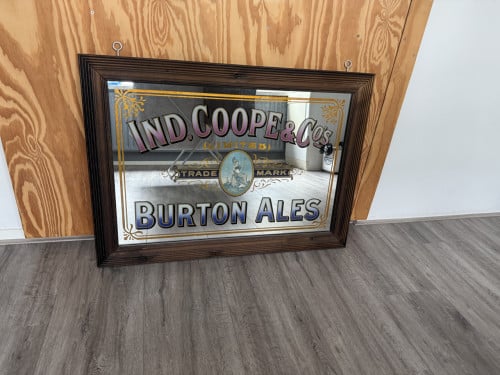 IND, COOPE & Co's.
LIMITED
TRADE MARK
BURTON ALES